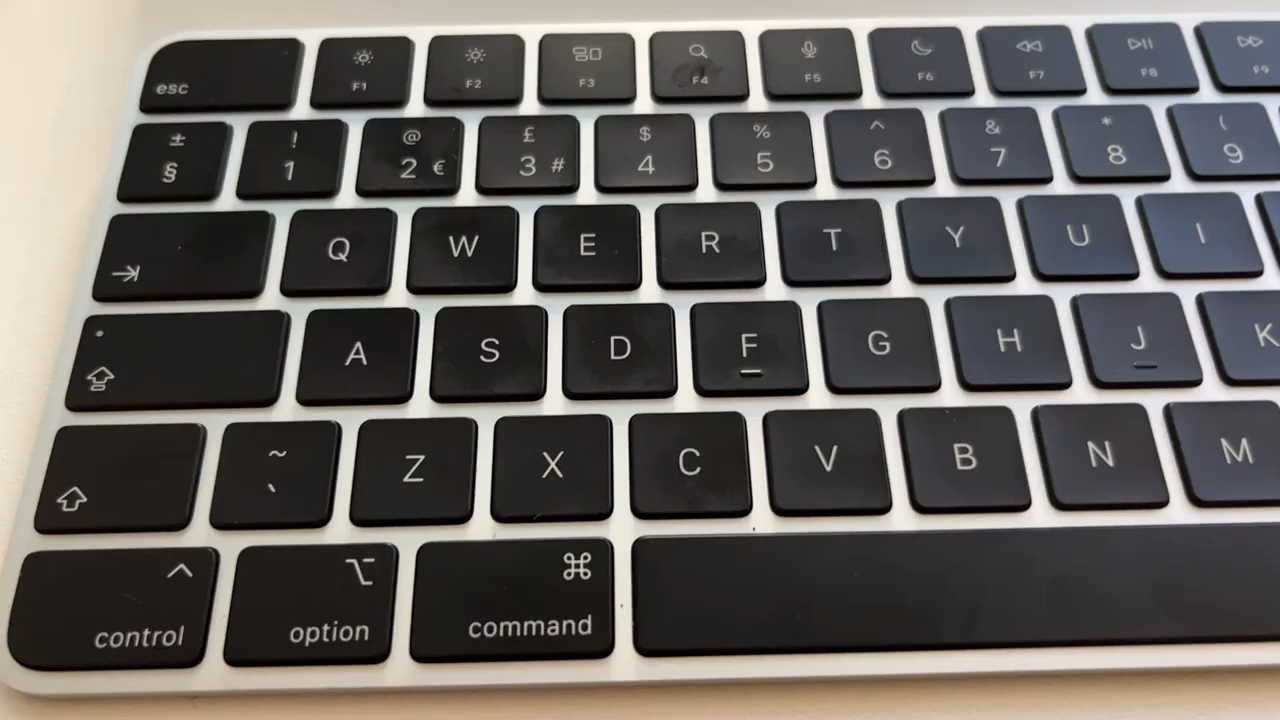 esc F1 F2 F3 F4 F5 F6 F7 F8 F9
± § ! 1 @ 2 € £ 3 # $ 4 % 5 ^ 6 & 7 * 8 ( 9
Q W E R T Y U I
A S D F G H J K
~ ` Z X C V B N M
control option command